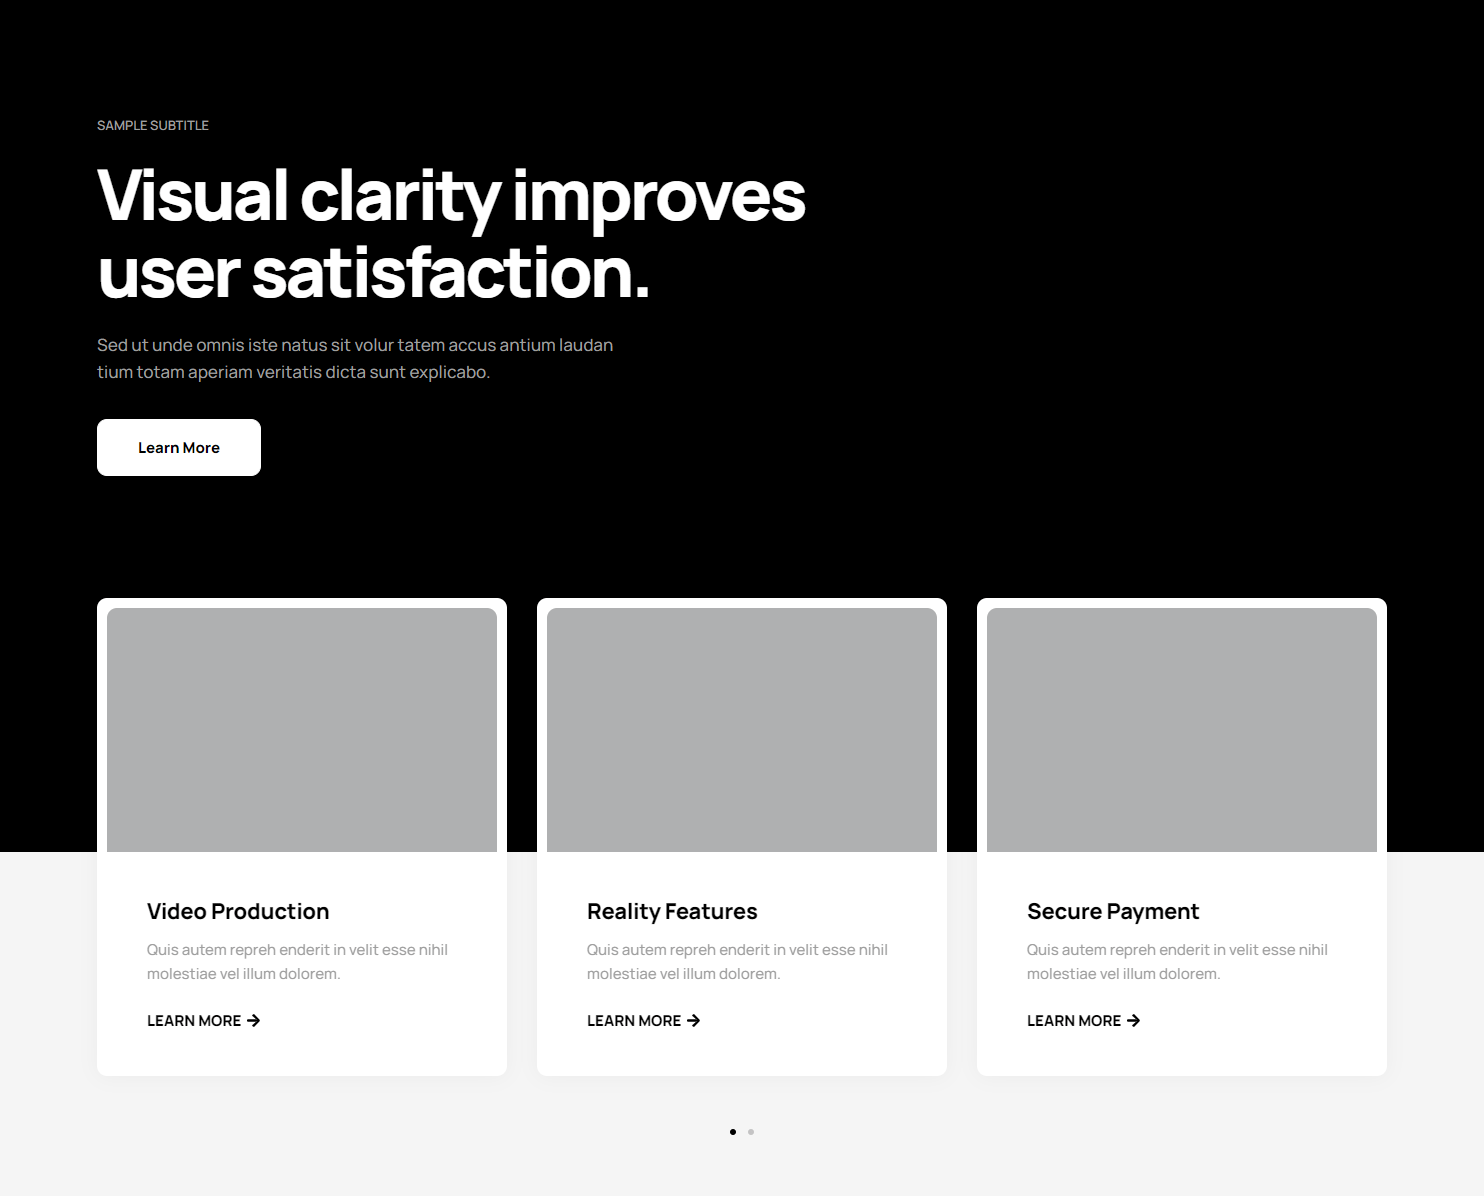 SAMPLE SUBTITLE
Visual clarity improves
user satisfaction.
Sed ut unde omnis iste natus sit volur tatem accus antium laudan
tium totam aperiam veritatis dicta sunt explicabo.
Learn More
Video Production
Quis autem repreh enderit in velit esse nihil
molestiae vel illum dolorem.
LEARN MORE →
Reality Features
Quis autem repreh enderit in velit esse nihil
molestiae vel illum dolorem.
LEARN MORE →
Secure Payment
Quis autem repreh enderit in velit esse nihil
molestiae vel illum dolorem.
LEARN MORE →